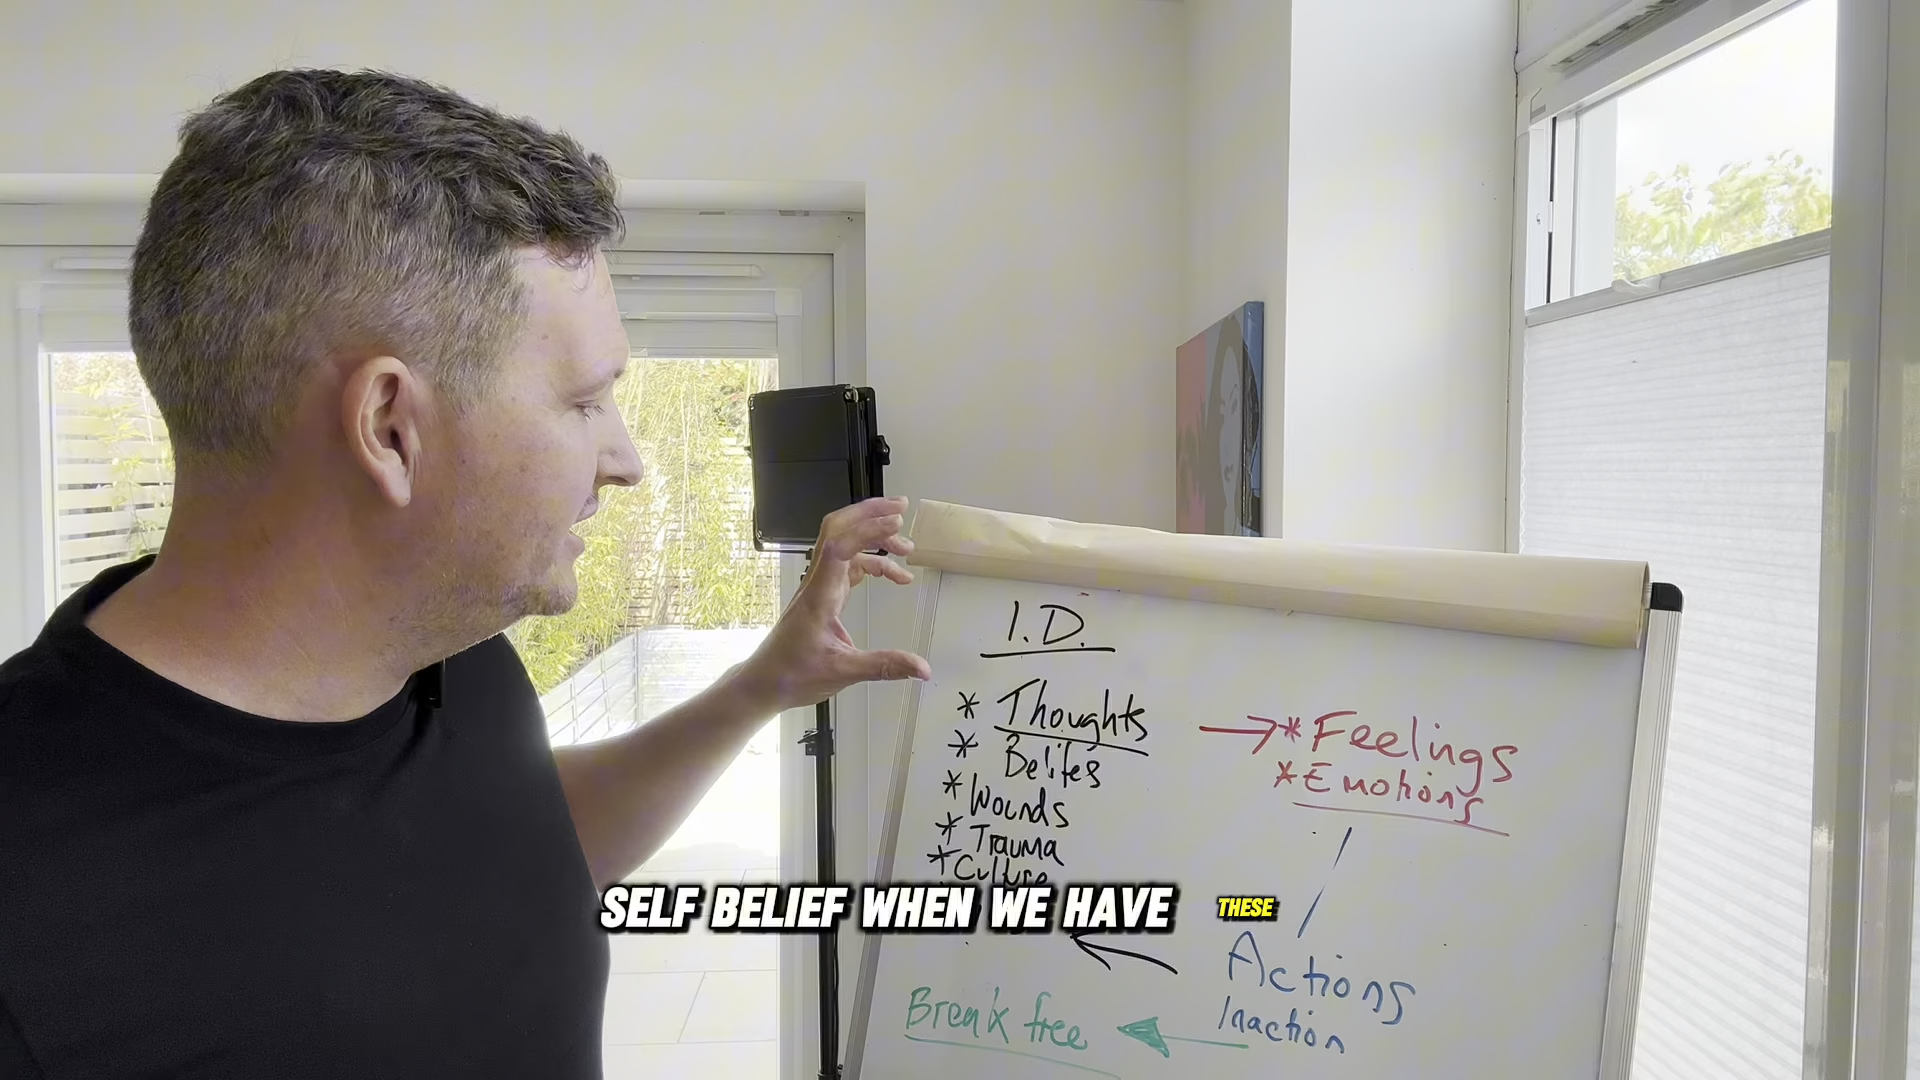 I.D.
* Thoughts
* Belifes
* Wounds
* Trauma
* Culture
→ * Feelings
* Emotions
SELF BELIEF WHEN WE HAVE THESE
Actions
Inaction
Break free